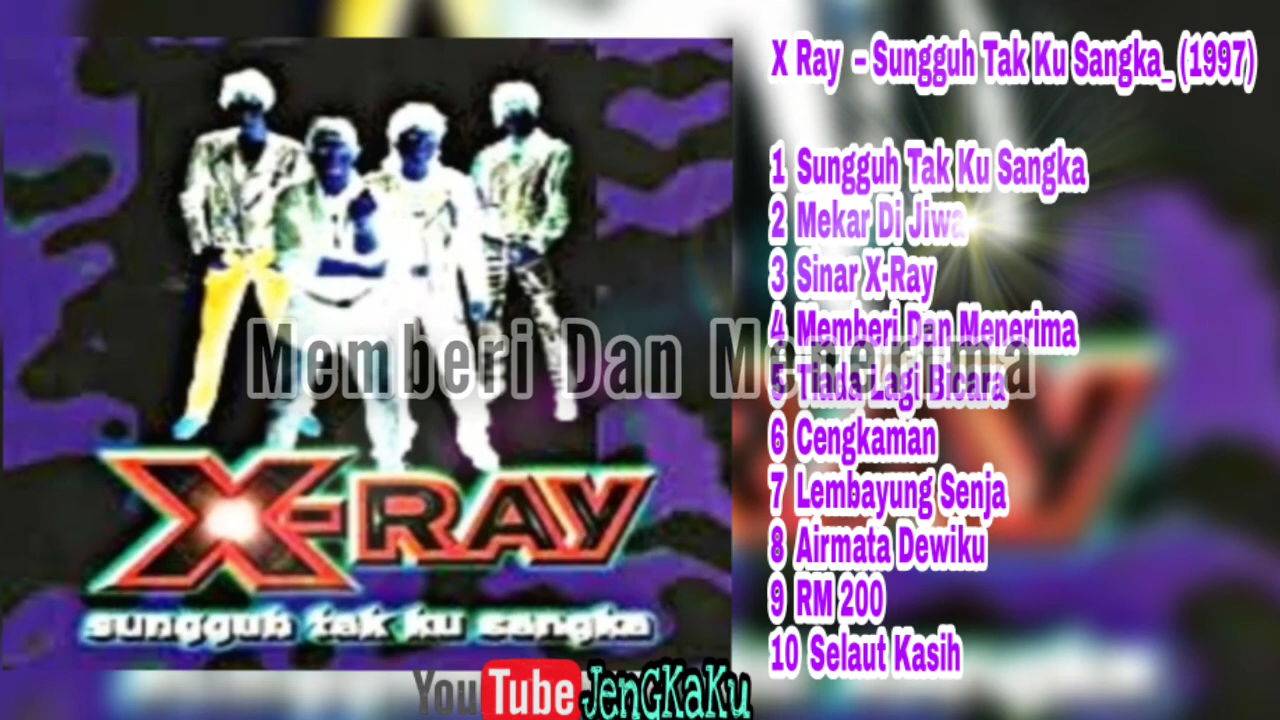 X Ray – Sungguh Tak Ku Sangka_ (1997)
1 Sungguh Tak Ku Sangka
2 Mekar Di Jiwa
3 Sinar X-Ray
4 Memberi Dan Menerima
5 Tiada Lagi Bicara
6 Cengkaman
7 Lembayung Senja
8 Airmata Dewiku
9 RM 200
10 Selaut Kasih
Memberi Dan Menerima
X-RAY
sungguh tak ku sangka
YouTube JenGKaKu